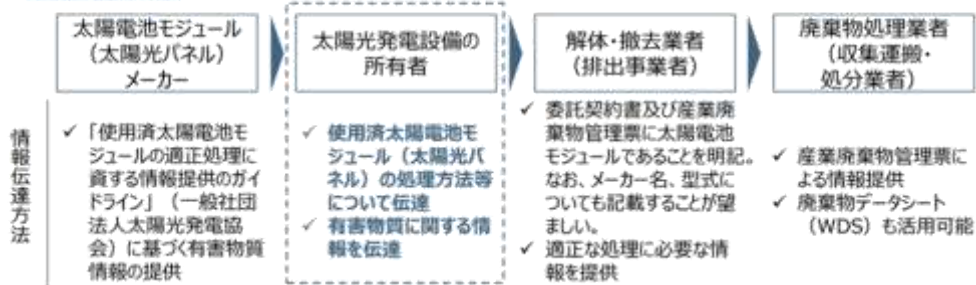 太陽電池モジュール
（太陽光パネル）
メーカー
太陽光発電設備の
所有者
解体・撤去業者
（排出事業者）
廃棄物処理業者
（収集運搬・
処分業者）
情報伝達方法
✓ 「使用済太陽電池モ
ジュールの適正処理に
資する情報提供のガイ
ドライン」（一般社団
法人太陽光発電協
会）に基づく有害物質
情報の提供
✓ 使用済太陽電池モ
ジュール（太陽光パ
ネル）の処理方法等
について伝達
✓ 有害物質に関する情
報を伝達
✓ 委託契約書及び産業廃
棄物管理票に太陽電池
モジュールであることを明記。
なお、メーカー名、型式に
ついても記載することが望
ましい。
✓ 適正な処理に必要な情
報を提供
✓ 産業廃棄物管理票に
よる情報提供
✓ 廃棄物データシート
（WDS）も活用可能